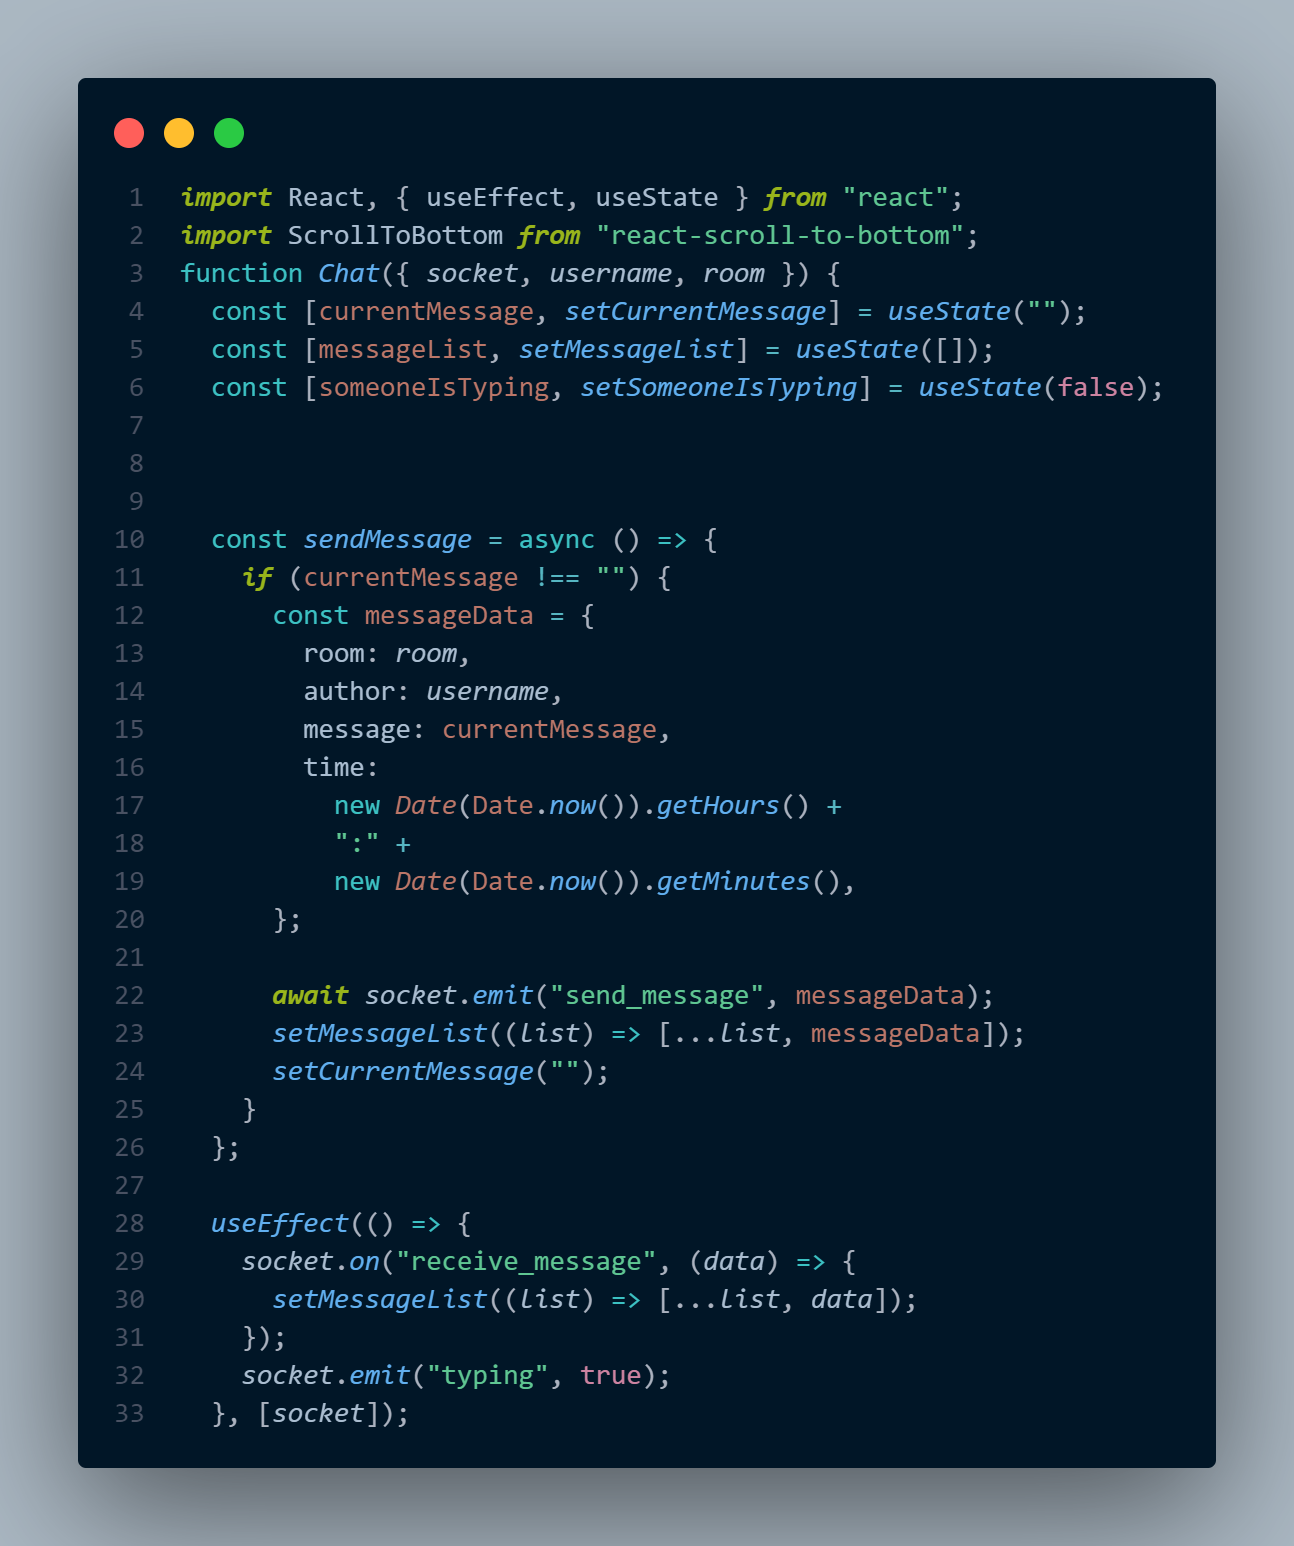 1 import React, { useEffect, useState } from "react";
2 import ScrollToBottom from "react-scroll-to-bottom";
3 function Chat({ socket, username, room }) {
4   const [currentMessage, setCurrentMessage] = useState("");
5   const [messageList, setMessageList] = useState([]);
6   const [someoneIsTyping, setSomeoneIsTyping] = useState(false);
7
8
9
10   const sendMessage = async () => {
11     if (currentMessage !== "") {
12       const messageData = {
13         room: room,
14         author: username,
15         message: currentMessage,
16         time:
17           new Date(Date.now()).getHours() +
18           ":" +
19           new Date(Date.now()).getMinutes(),
20       };
21
22       await socket.emit("send_message", messageData);
23       setMessageList((list) => [...list, messageData]);
24       setCurrentMessage("");
25     }
26   };
27
28   useEffect(() => {
29     socket.on("receive_message", (data) => {
30       setMessageList((list) => [...list, data]);
31     });
32     socket.emit("typing", true);
33   }, [socket]);